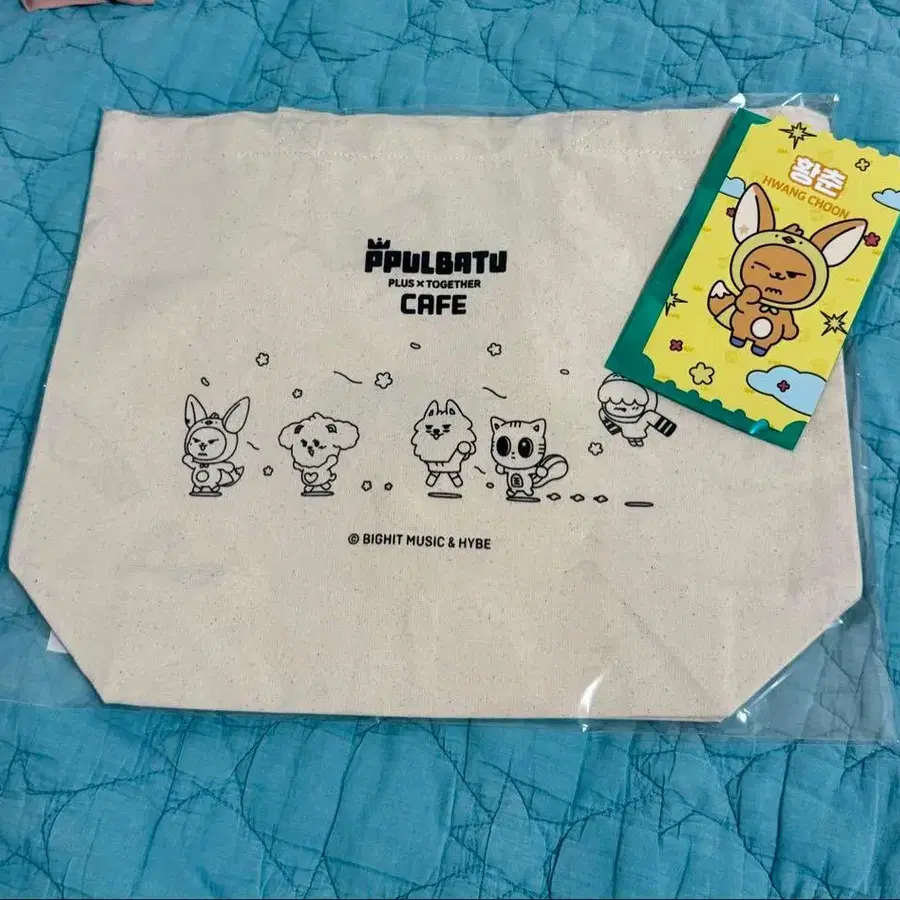 PPULBATU
PLUS × TOGETHER
CAFE
© BIGHIT MUSIC & HYBE
황춘
HWANG CHOON